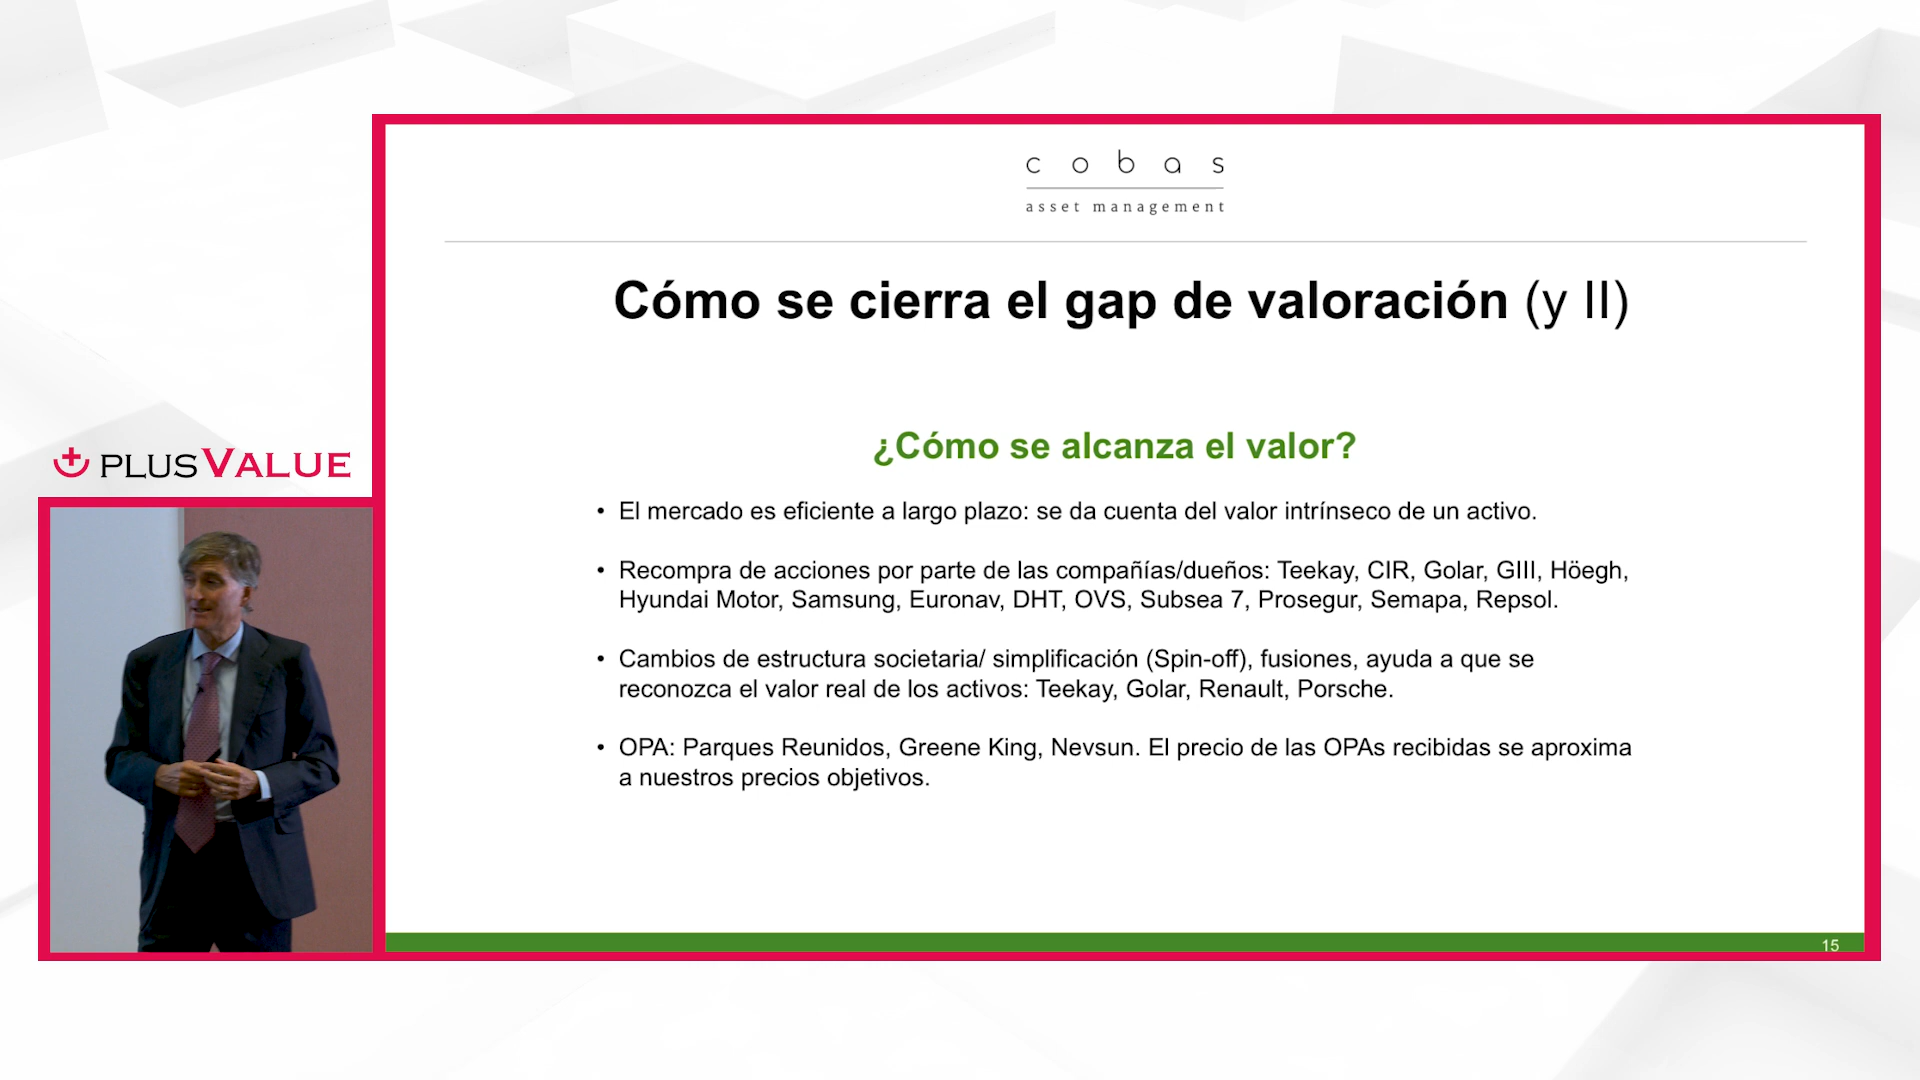 cobas
asset management
Cómo se cierra el gap de valoración (y II)
¿Cómo se alcanza el valor?
PLUSVALUE
• El mercado es eficiente a largo plazo: se da cuenta del valor intrínseco de un activo.
• Recompra de acciones por parte de las compañías/dueños: Teekay, CIR, Golar, GIII, Höegh,
Hyundai Motor, Samsung, Euronav, DHT, OVS, Subsea 7, Prosegur, Semapa, Repsol.
• Cambios de estructura societaria/ simplificación (Spin-off), fusiones, ayuda a que se
reconozca el valor real de los activos: Teekay, Golar, Renault, Porsche.
• OPA: Parques Reunidos, Greene King, Nevsun. El precio de las OPAs recibidas se aproxima
a nuestros precios objetivos.
15